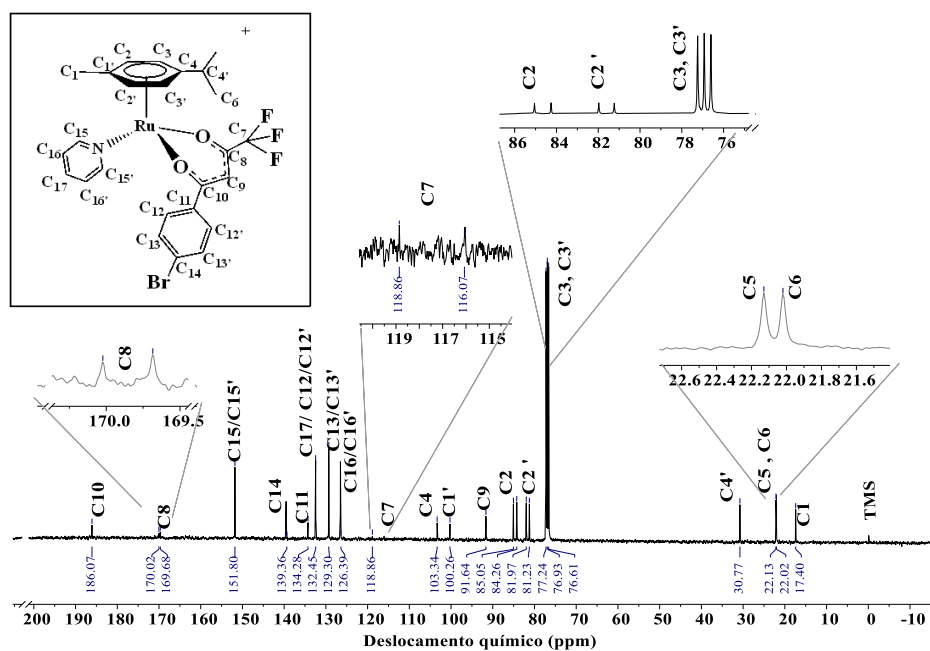 +
C2 C3
C1 C1' C4 C4'
C2' C3' C6
Ru
C15 N O C7 F
F
C16 C8 F
C17 C15' O C9
C16' C11 C10
C12 C12'
C13 C13'
Br C14
C2 C2 ' C3, C3'
86 84 82 80 78 76
C7
118.86 116.07
119 117 115
C3, C3'
C5 C6
22.6 22.4 22.2 22.0 21.8 21.6
C8
170.0 169.5
C10
C8
C15/C15'
C14
C11
C17/ C12/C12'
C13/C13'
C16/C16'
C7
C4
C1'
C9
C2
C2 '
C4'
C5 , C6
C1
TMS
186.07
170.02
169.68
151.80
139.36
134.28
132.45
129.30
126.39
118.86
103.34
100.26
91.64
85.05
84.26
81.97
81.23
77.24
76.93
76.61
30.77
22.13
22.02
17.40
200 190 180 170 160 150 140 130 120 110 100 90 80 70 60 50 40 30 20 10 0 -10
Deslocamento químico (ppm)